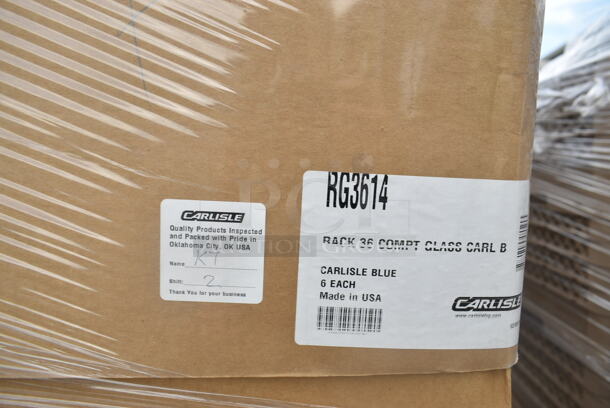 CARLISLE
Quality Products Inspected
and Packed with Pride in
Oklahoma City, OK USA
Name:
Shift: 2
Thank You for your business
RG3614
RACK 36 COMPT GLASS CARL B
CARLISLE BLUE
6 EACH
Made in USA
CARLISLE